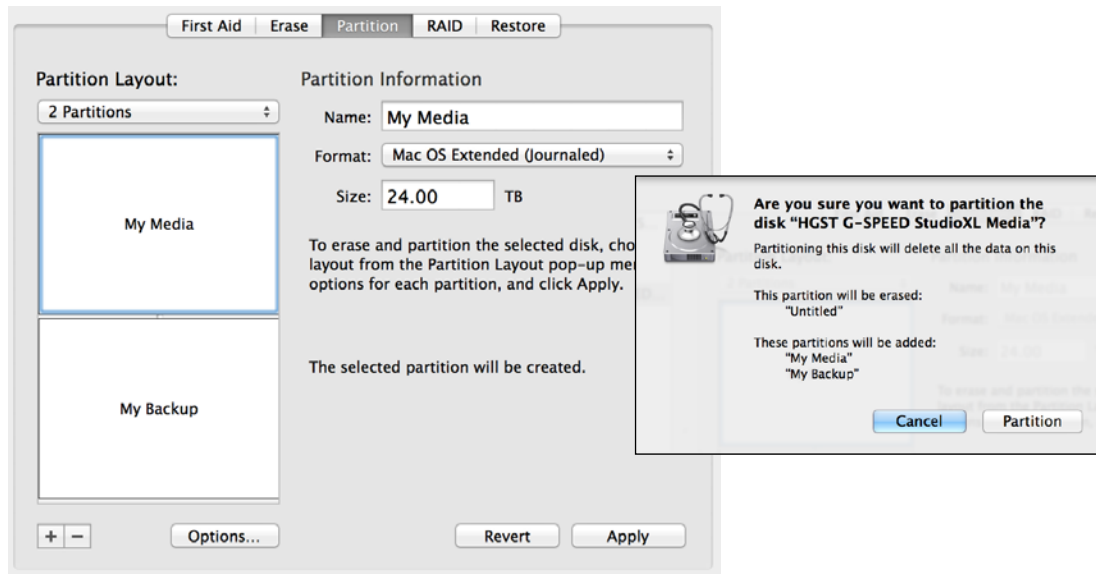 First Aid Erase Partition RAID Restore
Partition Layout:
2 Partitions
My Media
My Backup
+ − Options...
Partition Information
Name: My Media
Format: Mac OS Extended (Journaled)
Size: 24.00 TB
To erase and partition the selected disk, cho
layout from the Partition Layout pop-up me
options for each partition, and click Apply.
The selected partition will be created.
Revert Apply
Are you sure you want to partition the
disk “HGST G-SPEED StudioXL Media”?
Partitioning this disk will delete all the data on this
disk.
This partition will be erased:
“Untitled”
These partitions will be added:
“My Media”
“My Backup”
Cancel Partition